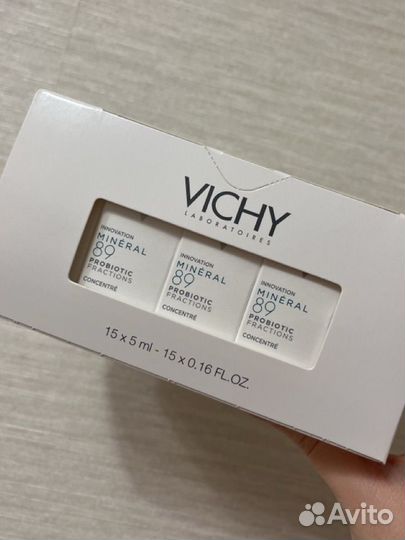 VICHY
LABORATOIRES
INNOVATION
MINÉRAL
89
PROBIOTIC
FRACTIONS
CONCENTRÉ
INNOVATION
MINÉRAL
89
PROBIOTIC
FRACTIONS
CONCENTRÉ
INNOVATION
MINÉRAL
89
PROBIOTIC
FRACTIONS
CONCENTRÉ
15 x 5 ml - 15 x 0.16 FL.OZ.
Avito